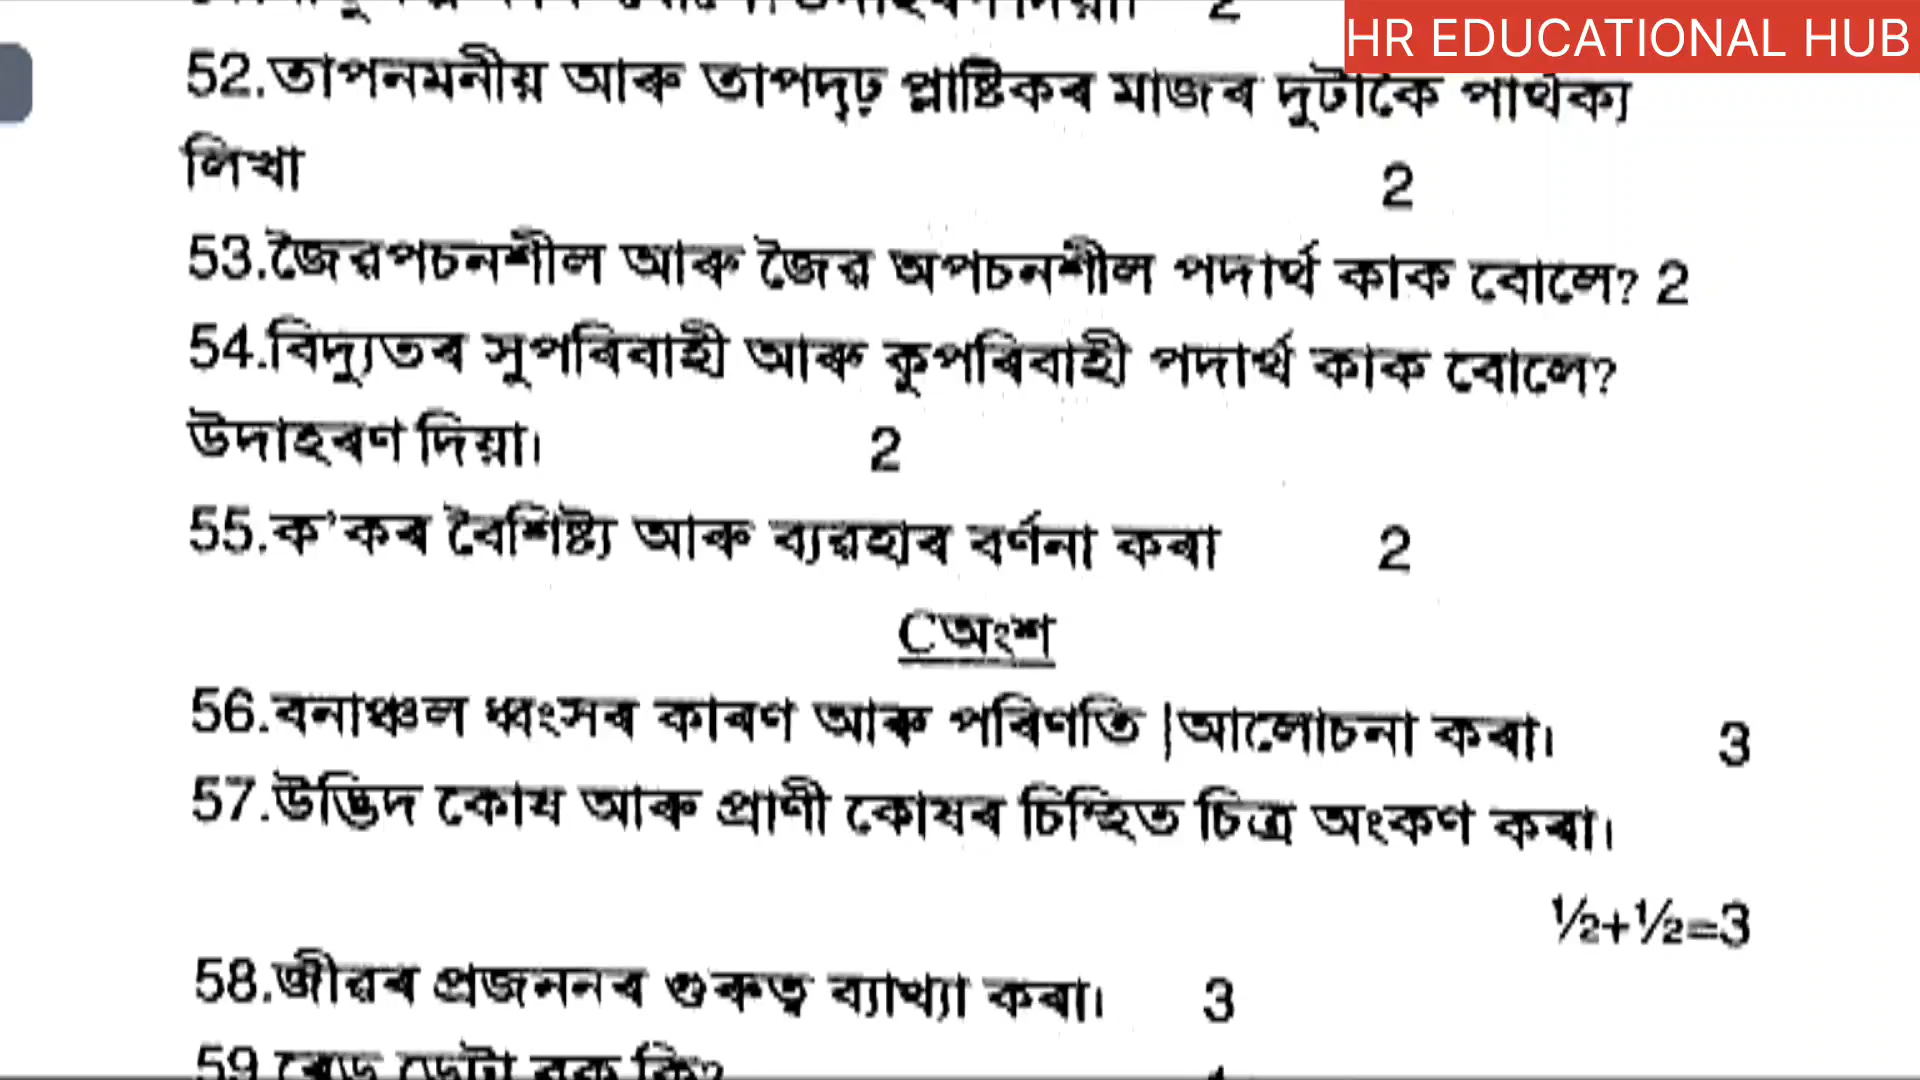 HR EDUCATIONAL HUB
52.তাপনমনীয় আৰু তাপদৃঢ় প্লাষ্টিকৰ মাজৰ দুটাকৈ পাৰ্থক্য
লিখা 2
53.জৈৱপচনশীল আৰু জৈৱ অপচনশীল পদাৰ্থ কাক বোলে? 2
54.বিদ্যুতৰ সুপৰিবাহী আৰু কুপৰিবাহী পদাৰ্থ কাক বোলে?
উদাহৰণ দিয়া। 2
55.ক'কৰ বৈশিষ্ট্য আৰু ব্যৱহাৰ বৰ্ণনা কৰা 2
Cঅংশ
56.বনাঞ্চল ধ্বংসৰ কাৰণ আৰু পৰিণতি |আলোচনা কৰা। 3
57.উদ্ভিদ কোষ আৰু প্ৰাণী কোষৰ চিহ্নিত চিত্ৰ অংকণ কৰা।
½+½=3
58.জীৱৰ প্ৰজননৰ গুৰুত্ব ব্যাখ্যা কৰা। 3
59 ৰেড ডেটা বুক কি?